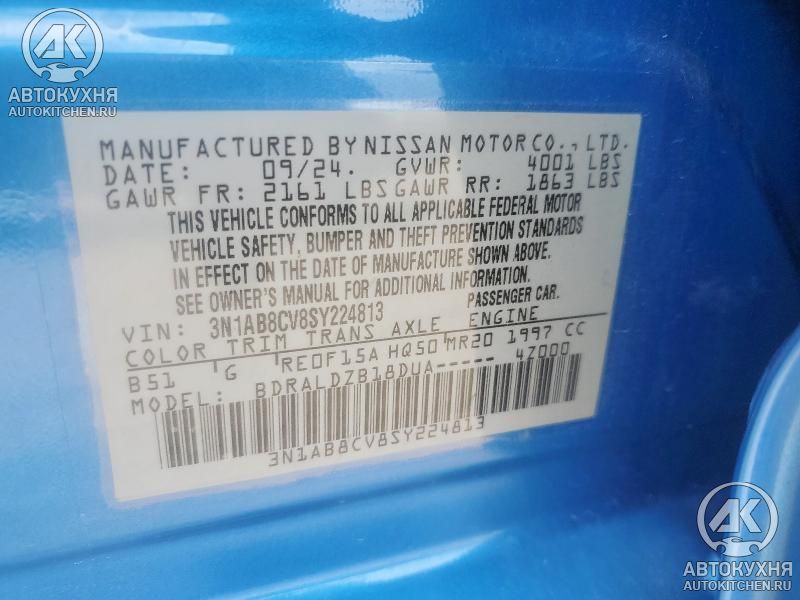 AK
АВТОКУХНЯ
AUTOKITCHEN.RU
MANUFACTURED BY NISSAN MOTOR CO., LTD.
DATE: 09/24. GVWR: 4001 LBS
GAWR FR: 2161 LBS GAWR RR: 1863 LBS
THIS VEHICLE CONFORMS TO ALL APPLICABLE FEDERAL MOTOR
VEHICLE SAFETY, BUMPER AND THEFT PREVENTION STANDARDS
IN EFFECT ON THE DATE OF MANUFACTURE SHOWN ABOVE.
SEE OWNER'S MANUAL FOR ADDITIONAL INFORMATION.
VIN: 3N1AB8CV8SY224813 PASSENGER CAR.
COLOR TRIM TRANS AXLE ENGINE
B51 G RE0F15A HQ50 MR20 1997 CC
MODEL: BDRALDZB18DUA----- 4Z000
3N1AB8CV8SY224813
AK
АВТОКУХНЯ
AUTOKITCHEN.RU